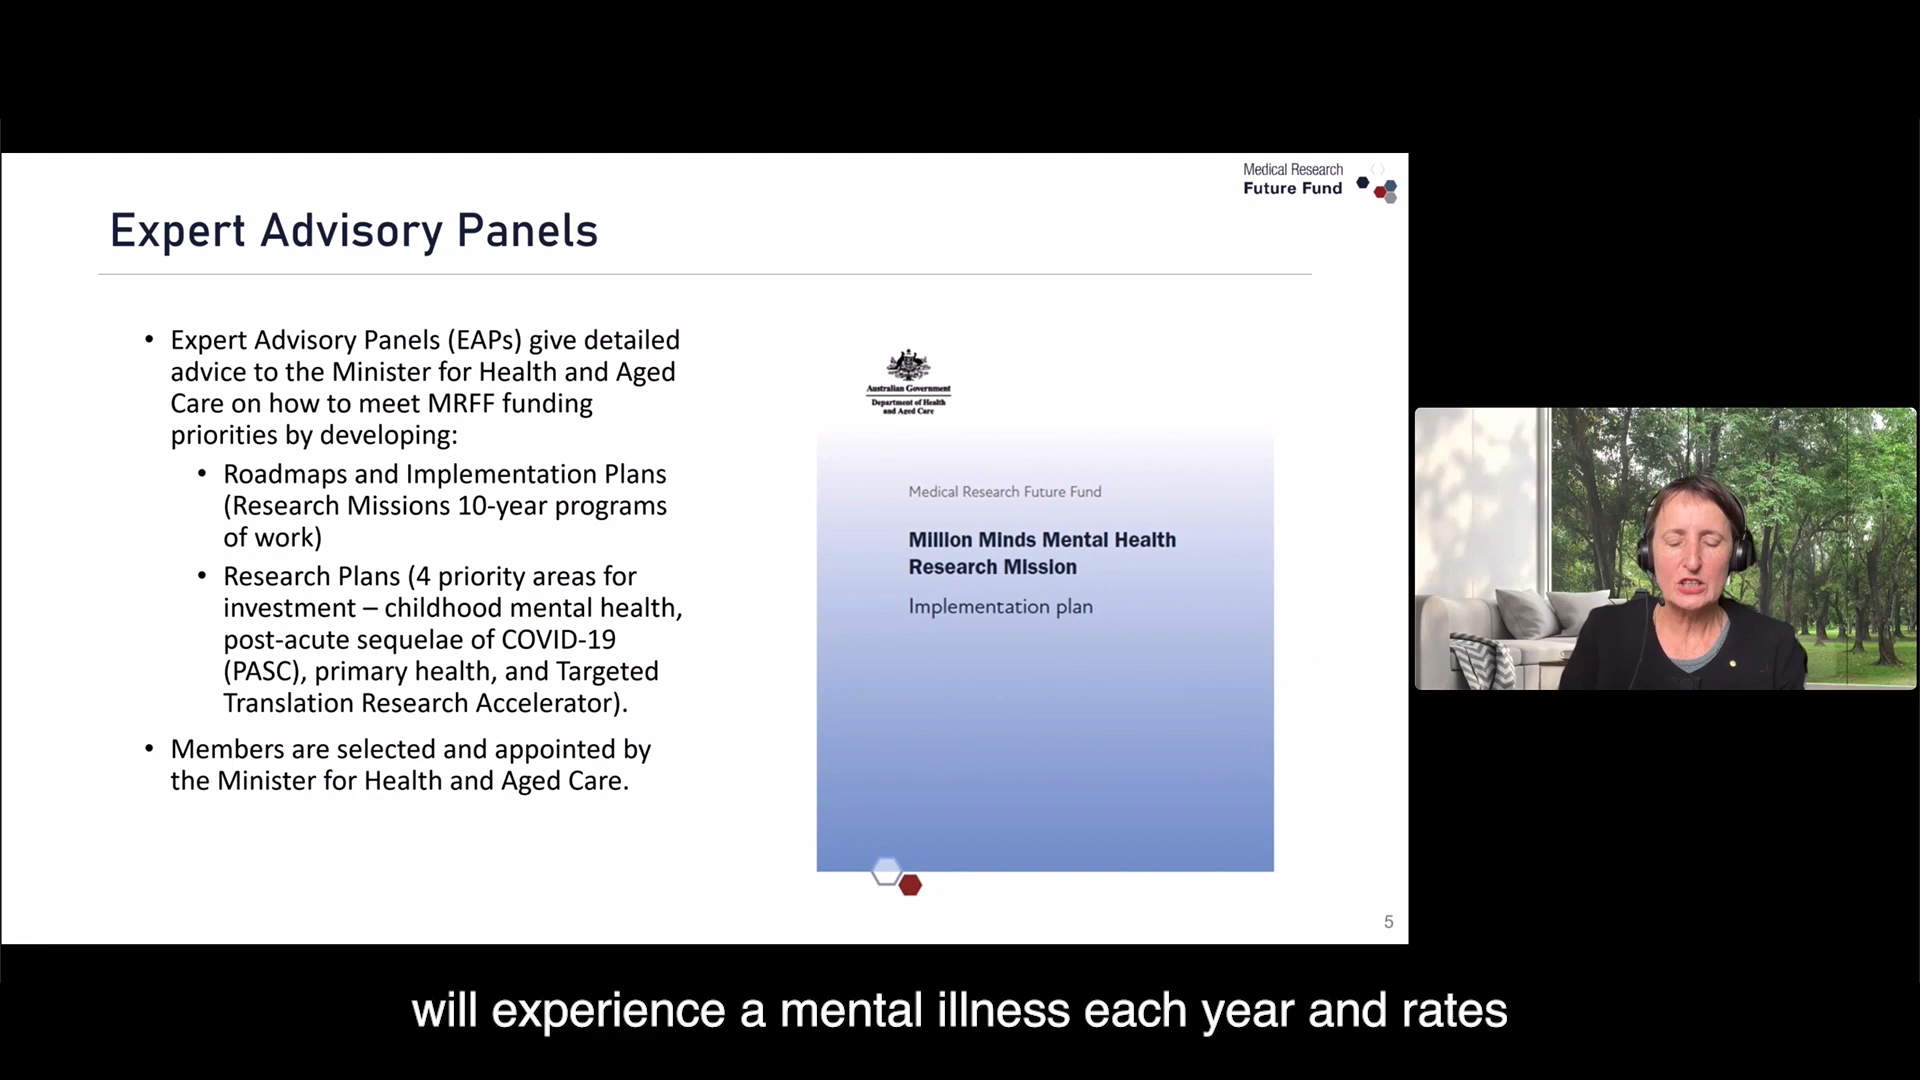 Medical Research
Future Fund
Expert Advisory Panels
• Expert Advisory Panels (EAPs) give detailed
advice to the Minister for Health and Aged
Care on how to meet MRFF funding
priorities by developing:
• Roadmaps and Implementation Plans
(Research Missions 10-year programs
of work)
• Research Plans (4 priority areas for
investment – childhood mental health,
post-acute sequelae of COVID-19
(PASC), primary health, and Targeted
Translation Research Accelerator).
• Members are selected and appointed by
the Minister for Health and Aged Care.
Australian Government
Department of Health
and Aged Care
Medical Research Future Fund
Million Minds Mental Health
Research Mission
Implementation plan
5
will experience a mental illness each year and rates